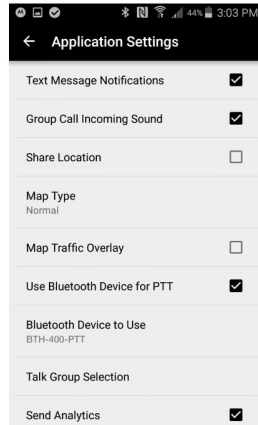 44% 3:03 PM
Application Settings
Text Message Notifications
Group Call Incoming Sound
Share Location
Map Type
Normal
Map Traffic Overlay
Use Bluetooth Device for PTT
Bluetooth Device to Use
BTH-400-PTT
Talk Group Selection
Send Analytics